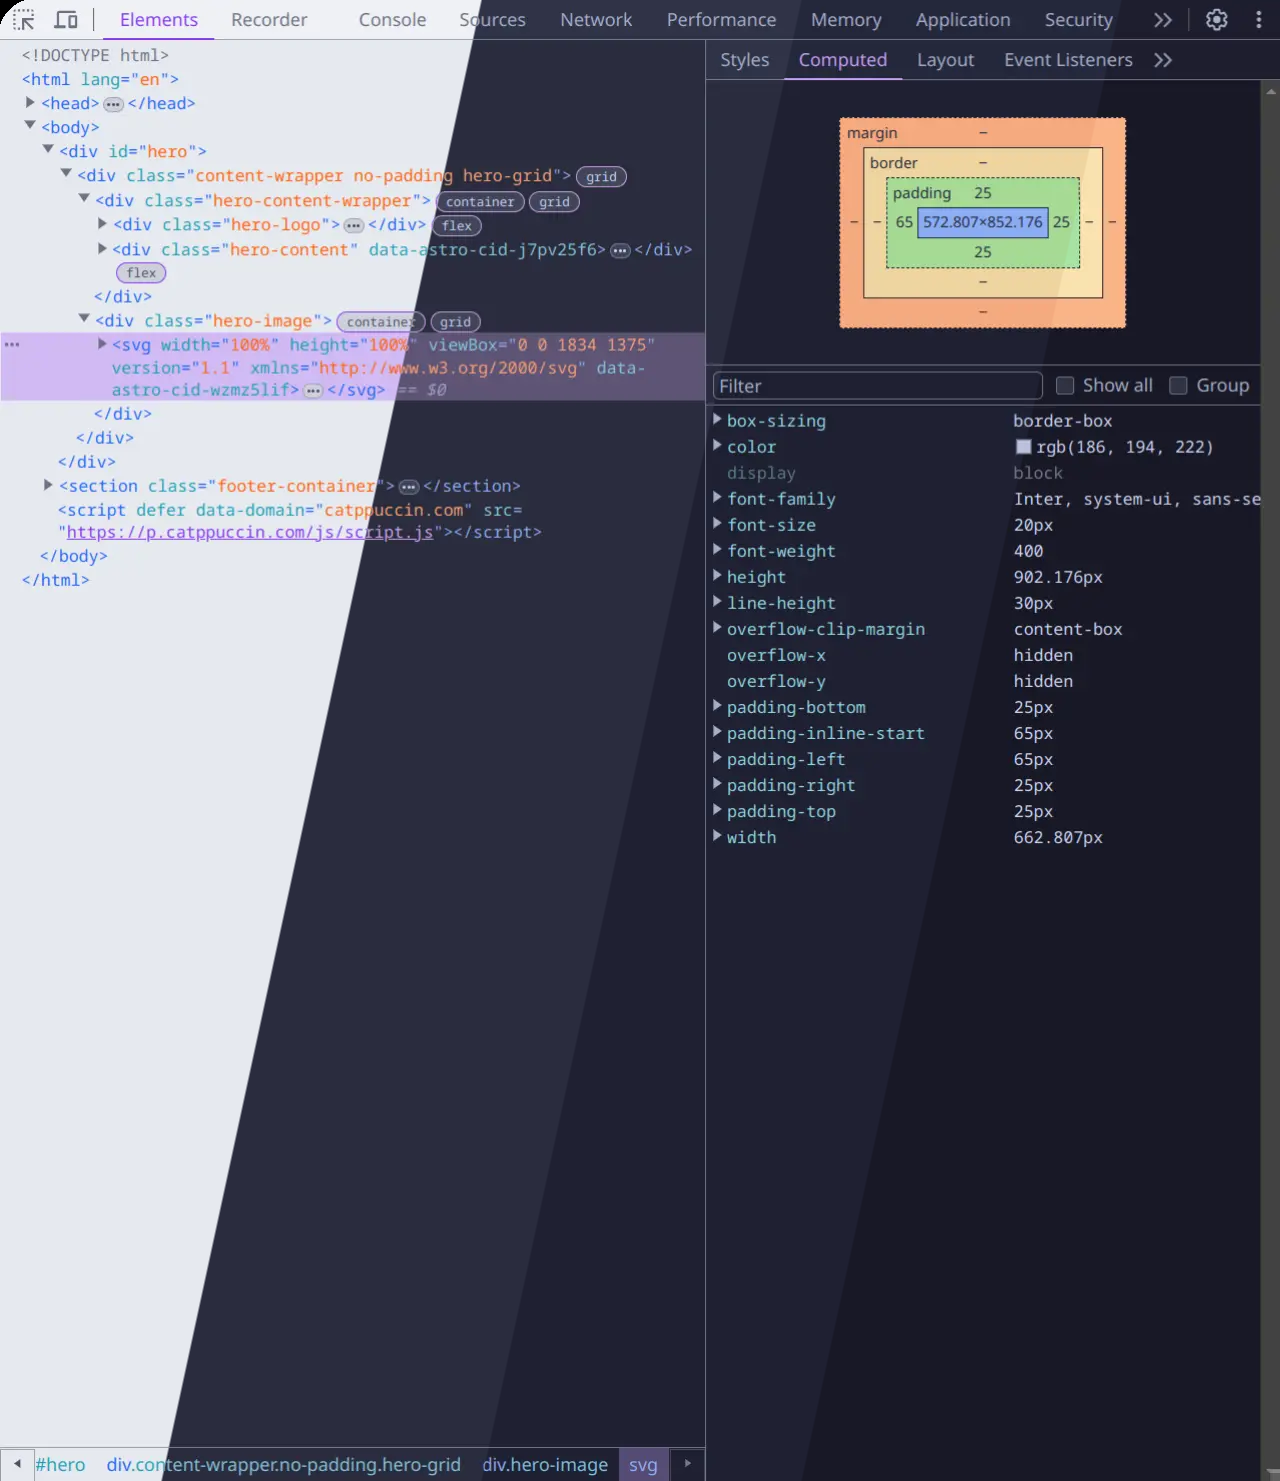 Elements Recorder Console Sources Network Performance Memory Application Security
<!DOCTYPE html>
<html lang="en">
<head> ••• </head>
<body>
<div id="hero">
<div class="content-wrapper no-padding hero-grid"> grid
<div class="hero-content-wrapper"> container grid
<div class="hero-logo"> ••• </div> flex
<div class="hero-content" data-astro-cid-j7pv25f6> ••• </div>
flex
</div>
<div class="hero-image"> container grid
••• <svg width="100%" height="100%" viewBox="0 0 1834 1375"
version="1.1" xmlns="http://www.w3.org/2000/svg" data-
astro-cid-wzmz5lif> ••• </svg> == $0
</div>
</div>
</div>
<section class="footer-container"> ••• </section>
<script defer data-domain="catppuccin.com" src=
"https://p.catppuccin.com/js/script.js"></script>
</body>
</html>
#hero div.content-wrapper.no-padding.hero-grid div.hero-image svg
Styles Computed Layout Event Listeners
margin –
border –
padding 25
– – 65 572.807×852.176 25 – –
25
–
–
Filter Show all Group
box-sizing border-box
color rgb(186, 194, 222)
display block
font-family Inter, system-ui, sans-se
font-size 20px
font-weight 400
height 902.176px
line-height 30px
overflow-clip-margin content-box
overflow-x hidden
overflow-y hidden
padding-bottom 25px
padding-inline-start 65px
padding-left 65px
padding-right 25px
padding-top 25px
width 662.807px